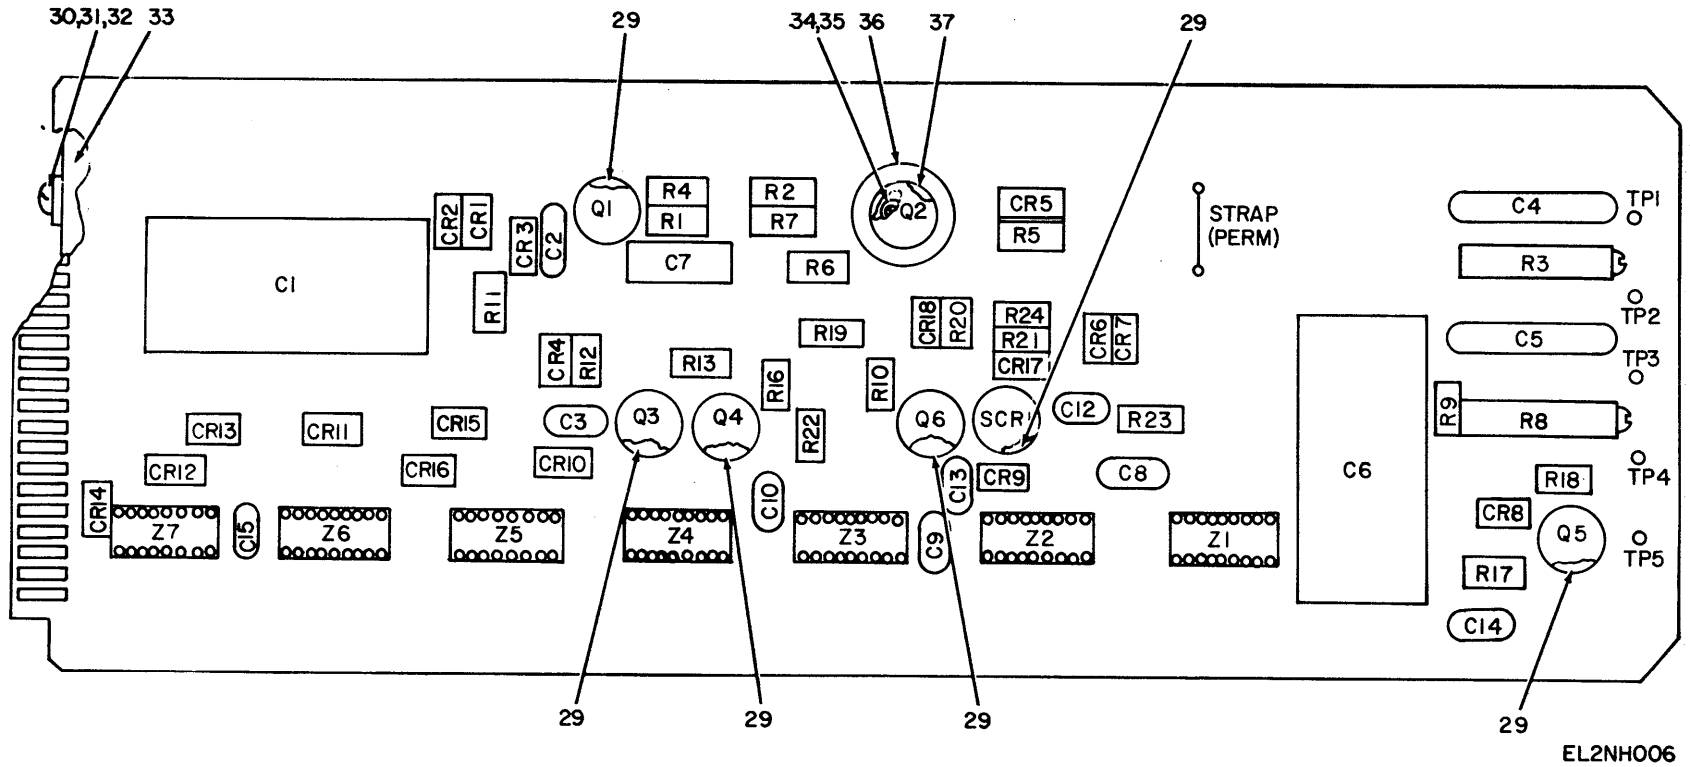 30,31,32
33
29
34,35
36
37
29
Q1
R4
R1
R2
R7
Q2
CR5
R5
STRAP
(PERM)
C4
TP1
CR2
CR1
CR3
C2
C7
R6
R3
C1
R11
TP2
CR4
R12
R13
R19
CR18
R20
R24
R21
CR17
CR6
CR7
C5
TP3
R16
R10
CR13
CR11
CR15
C3
Q3
Q4
R22
Q6
SCR1
C12
R23
R9
R8
CR12
CR16
CR10
C10
C13
CR9
C8
C6
R18
TP4
CR14
Z7
C15
Z6
Z5
Z4
Z3
C9
Z2
Z1
CR8
Q5
TP5
R17
C14
29
29
29
29
EL2NH006